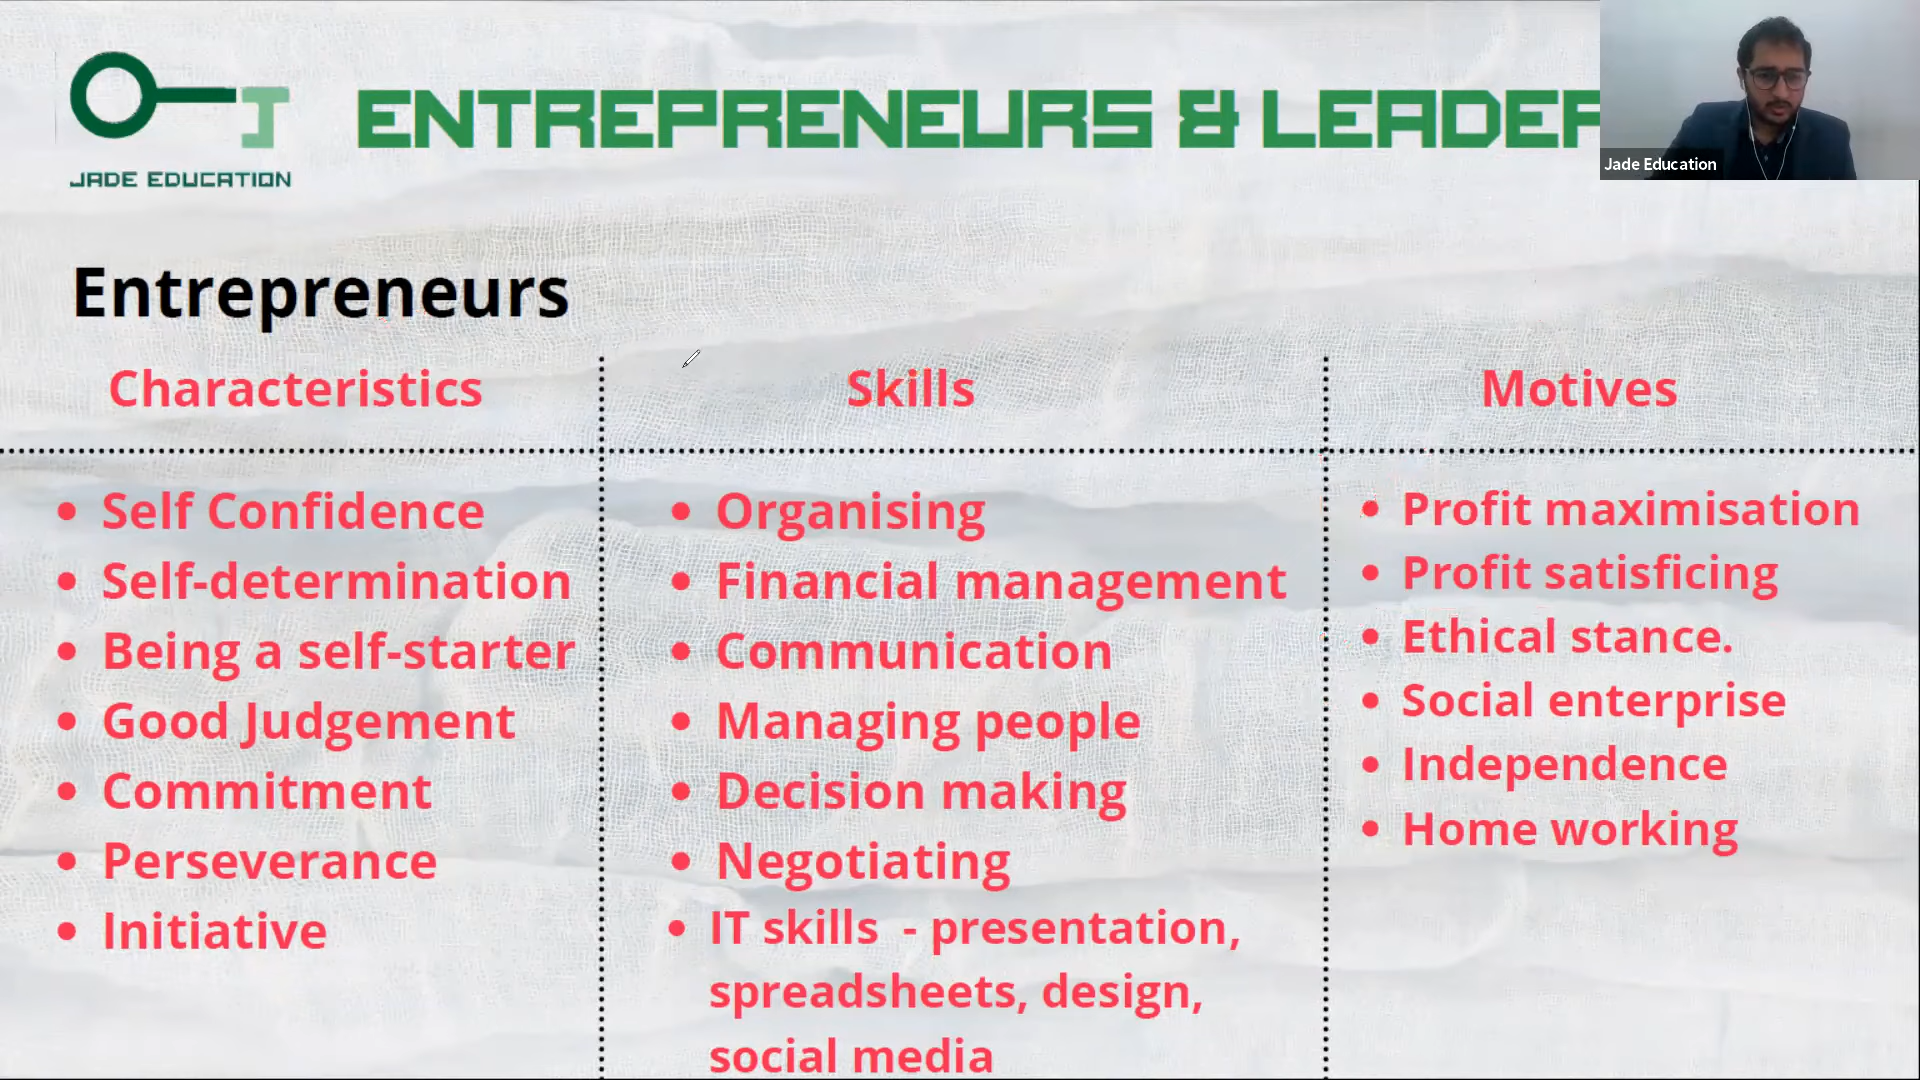 JADE EDUCATION
ENTREPRENEURS & LEADER
Jade Education
Entrepreneurs
Characteristics
Skills
Motives
• Self Confidence
• Self-determination
• Being a self-starter
• Good Judgement
• Commitment
• Perseverance
• Initiative
• Organising
• Financial management
• Communication
• Managing people
• Decision making
• Negotiating
• IT skills - presentation,
spreadsheets, design,
social media
• Profit maximisation
• Profit satisficing
• Ethical stance.
• Social enterprise
• Independence
• Home working